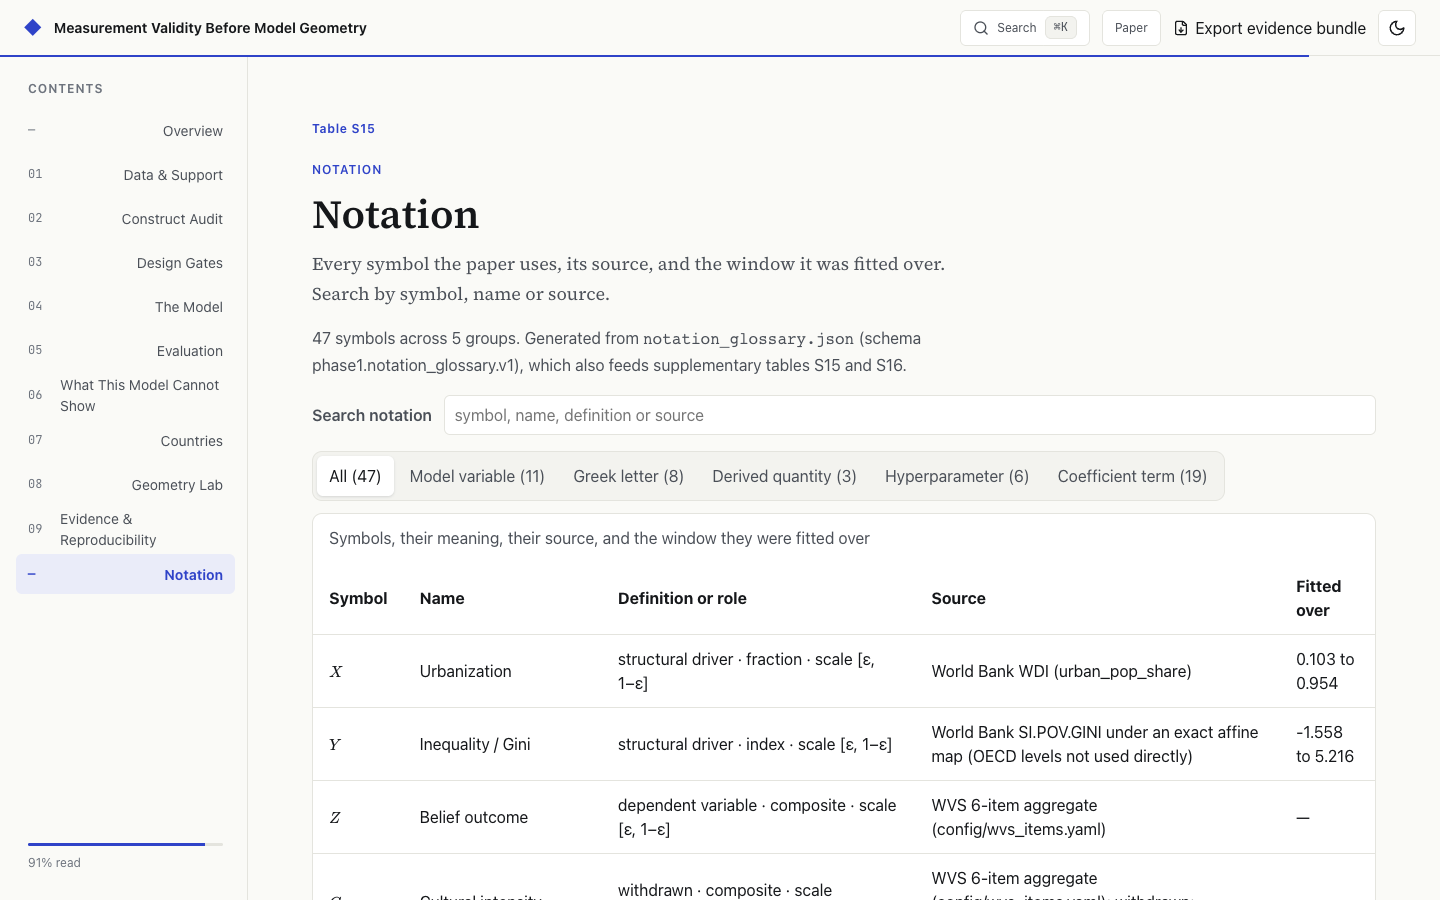 Measurement Validity Before Model Geometry
Search ⌘K
Paper
Export evidence bundle
CONTENTS
— Overview
01 Data & Support
02 Construct Audit
03 Design Gates
04 The Model
05 Evaluation
06 What This Model Cannot
Show
07 Countries
08 Geometry Lab
09 Evidence &
Reproducibility
— Notation
91% read
Table S15
NOTATION
Notation
Every symbol the paper uses, its source, and the window it was fitted over.
Search by symbol, name or source.
47 symbols across 5 groups. Generated from notation_glossary.json (schema
phase1.notation_glossary.v1), which also feeds supplementary tables S15 and S16.
Search notation symbol, name, definition or source
All (47) Model variable (11) Greek letter (8) Derived quantity (3) Hyperparameter (6) Coefficient term (19)
Symbols, their meaning, their source, and the window they were fitted over
Symbol Name Definition or role Source Fitted
over
X Urbanization structural driver · fraction · scale [ε,
1−ε] World Bank WDI (urban_pop_share) 0.103 to
0.954
Y Inequality / Gini structural driver · index · scale [ε, 1−ε] World Bank SI.POV.GINI under an exact affine
map (OECD levels not used directly) -1.558
to 5.216
Z Belief outcome dependent variable · composite · scale
[ε, 1−ε] WVS 6-item aggregate
(config/wvs_items.yaml) —
withdrawn · composite · scale
WVS 6-item aggregate